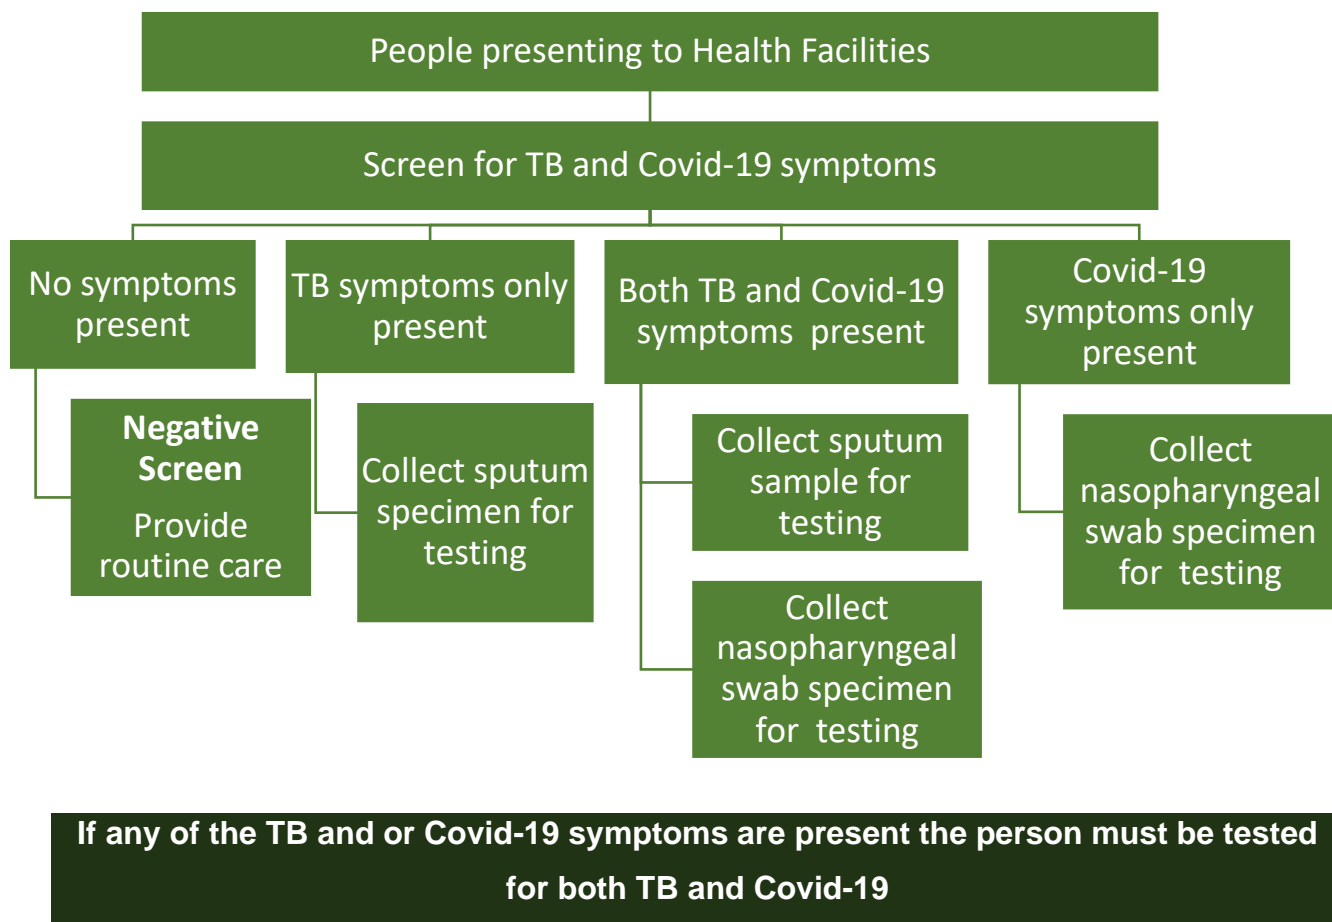 People presenting to Health Facilities
Screen for TB and Covid-19 symptoms
No symptoms
present
TB symptoms only
present
Both TB and Covid-19
symptoms present
Covid-19
symptoms only
present
Negative
Screen
Provide
routine care
Collect sputum
specimen for
testing
Collect sputum
sample for
testing
Collect
nasopharyngeal
swab specimen
for testing
Collect
nasopharyngeal
swab specimen
for testing
If any of the TB and or Covid-19 symptoms are present the person must be tested
for both TB and Covid-19